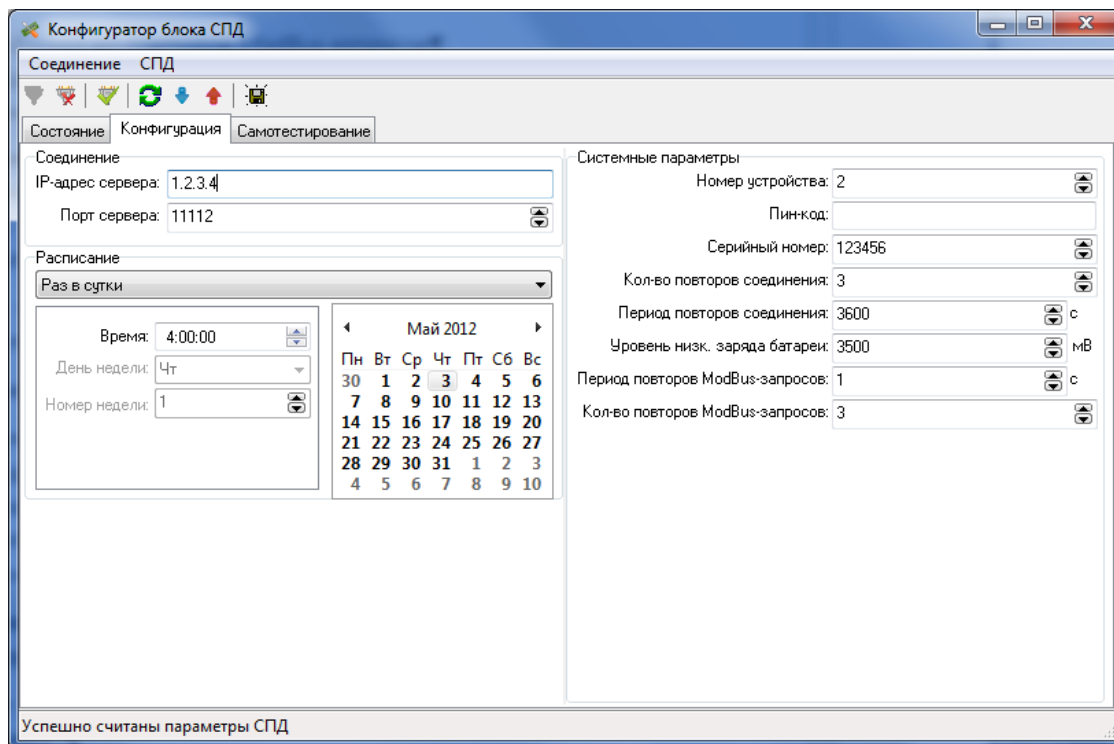 Конфигуратор блока СПД
Соединение СПД
Состояние Конфигурация Самотестирование
Соединение
IP-адрес сервера: 1.2.3.4
Порт сервера: 11112
Расписание
Раз в сутки
Время: 4:00:00
День недели: Чт
Номер недели: 1
Май 2012
Пн Вт Ср Чт Пт Сб Вс
30 1 2 3 4 5 6
7 8 9 10 11 12 13
14 15 16 17 18 19 20
21 22 23 24 25 26 27
28 29 30 31 1 2 3
4 5 6 7 8 9 10
Системные параметры
Номер устройства: 2
Пин-код:
Серийный номер: 123456
Кол-во повторов соединения: 3
Период повторов соединения: 3600 с
Уровень низк. заряда батареи: 3500 мВ
Период повторов ModBus-запросов: 1 с
Кол-во повторов ModBus-запросов: 3
Успешно считаны параметры СПД